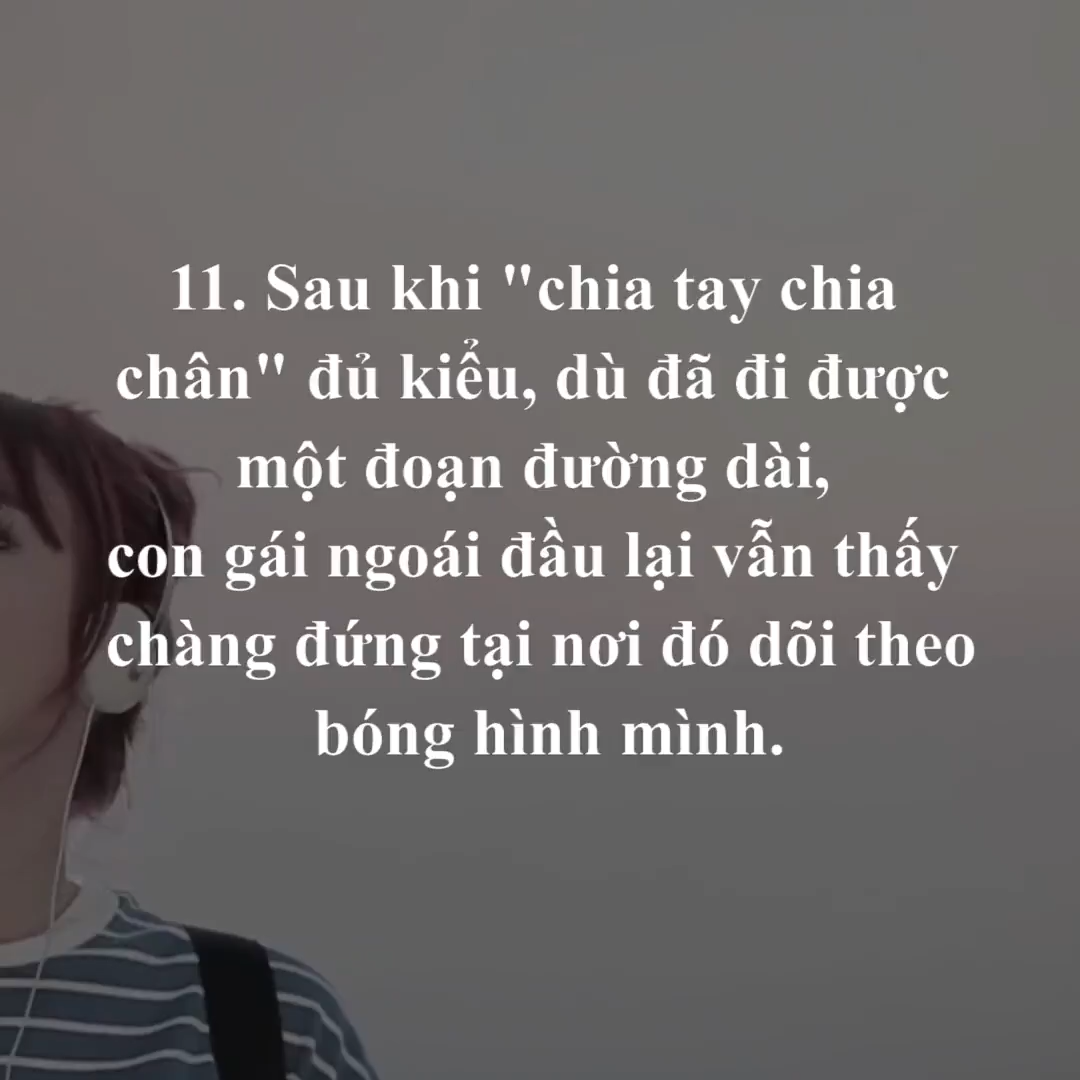 11. Sau khi "chia tay chia
chân" đủ kiểu, dù đã đi được
một đoạn đường dài,
con gái ngoái đầu lại vẫn thấy
chàng đứng tại nơi đó dõi theo
bóng hình mình.